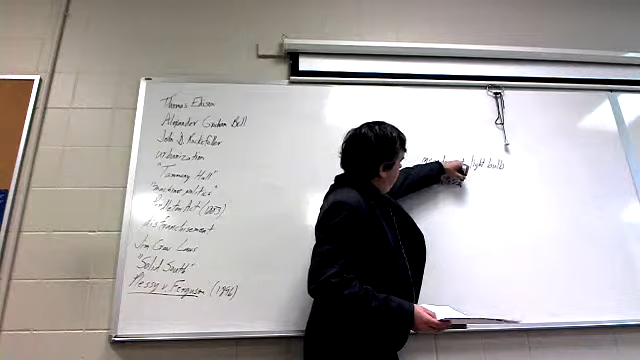 Thomas Edison
Alexander Graham Bell
John D. Rockefeller
urbanization
"Tammany Hall"
"machine politics"
Pendleton Act (1883)
disfranchisement
Jim Crow Laws
"Solid South"
Plessy v. Ferguson (1896)
light bulb